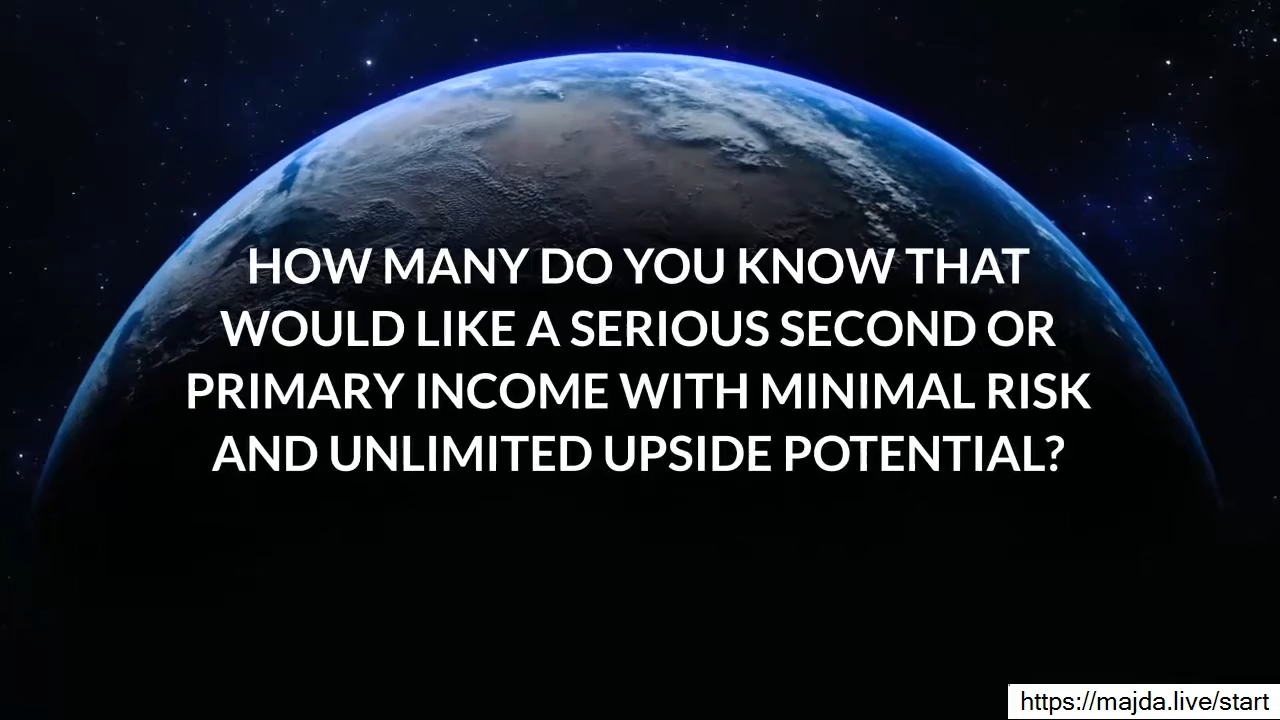 HOW MANY DO YOU KNOW THAT
WOULD LIKE A SERIOUS SECOND OR
PRIMARY INCOME WITH MINIMAL RISK
AND UNLIMITED UPSIDE POTENTIAL?
https://majda.live/start